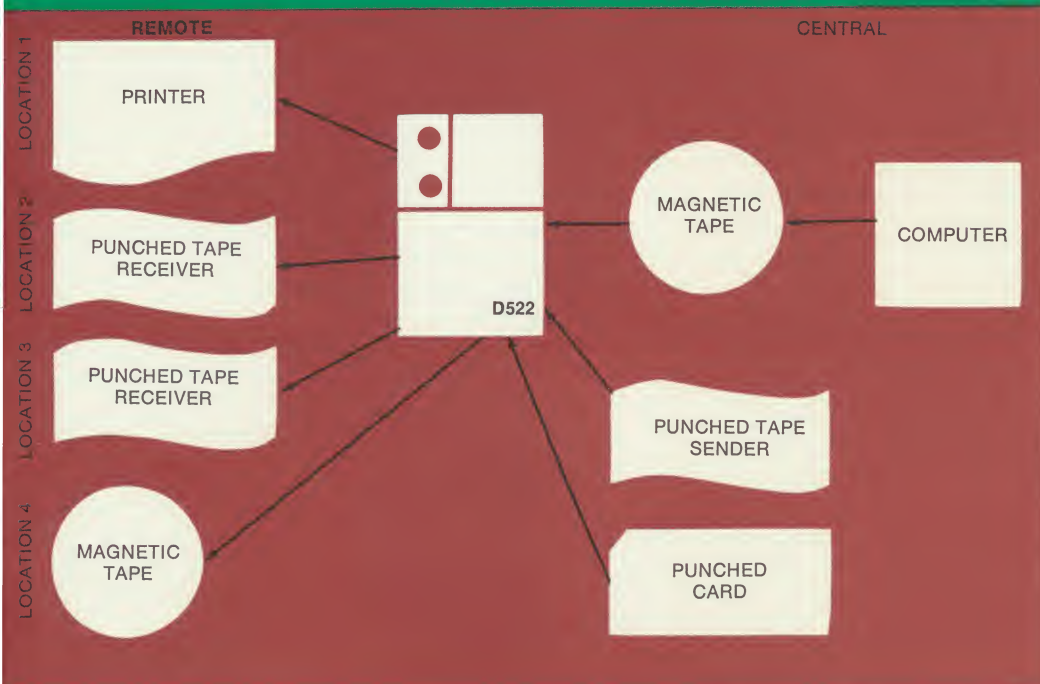 REMOTE
CENTRAL
LOCATION 1
PRINTER
LOCATION 2
PUNCHED TAPE
RECEIVER
LOCATION 3
PUNCHED TAPE
RECEIVER
LOCATION 4
MAGNETIC
TAPE
D522
MAGNETIC
TAPE
COMPUTER
PUNCHED TAPE
SENDER
PUNCHED
CARD